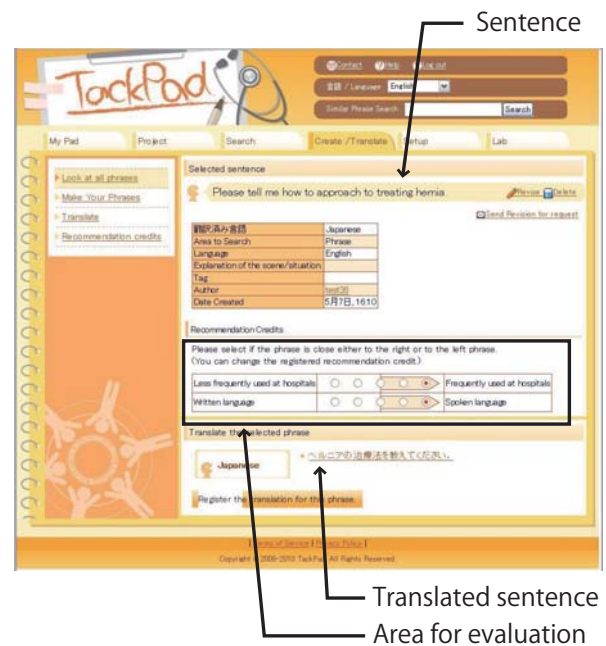 Sentence
TackPad
Contact Help Log out
言語 / Language English
Similar Phrase Search Search
My Pad Project Search Create /Translate Setup Lab
Look at all phrases
Make Your Phrases
Translate
Recommendation credits
Selected sentence
Please tell me how to approach to treating hernia. Revise Delete
Send Revision for request
翻訳済み言語 Japanese
Area to Search Phrase
Language English
Explanation of the scene/situation
Tag
Author test38
Date Created 5月7日, 1610
Recommendation Credits
Please select if the phrase is close either to the right or to the left phrase.
(You can change the registered recommendation credit.)
Less frequently used at hospitals Frequently used at hospitals
Written language Spoken language
Translate the selected phrase
Japanese ヘルニアの治療法を教えてください。
Register the translation for this phrase.
| Terms of Service | Privacy Policy |
Copyright © 2006-2010 TackPad All Rights Reserved.
Translated sentence
Area for evaluation